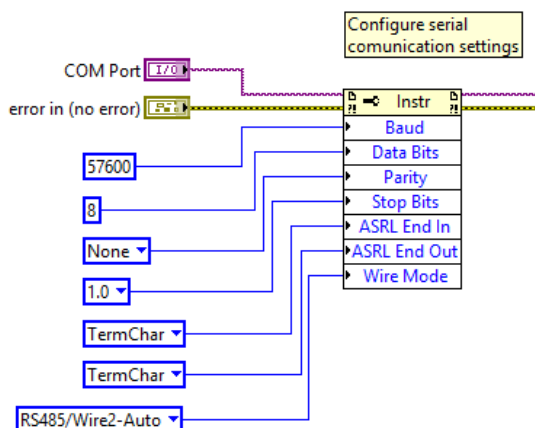 Configure serial
comunication settings
COM Port
I/O
error in (no error)
?!
Instr
?!
57600
Baud
8
Data Bits
None
Parity
1.0
Stop Bits
TermChar
ASRL End In
TermChar
ASRL End Out
RS485/Wire2-Auto
Wire Mode